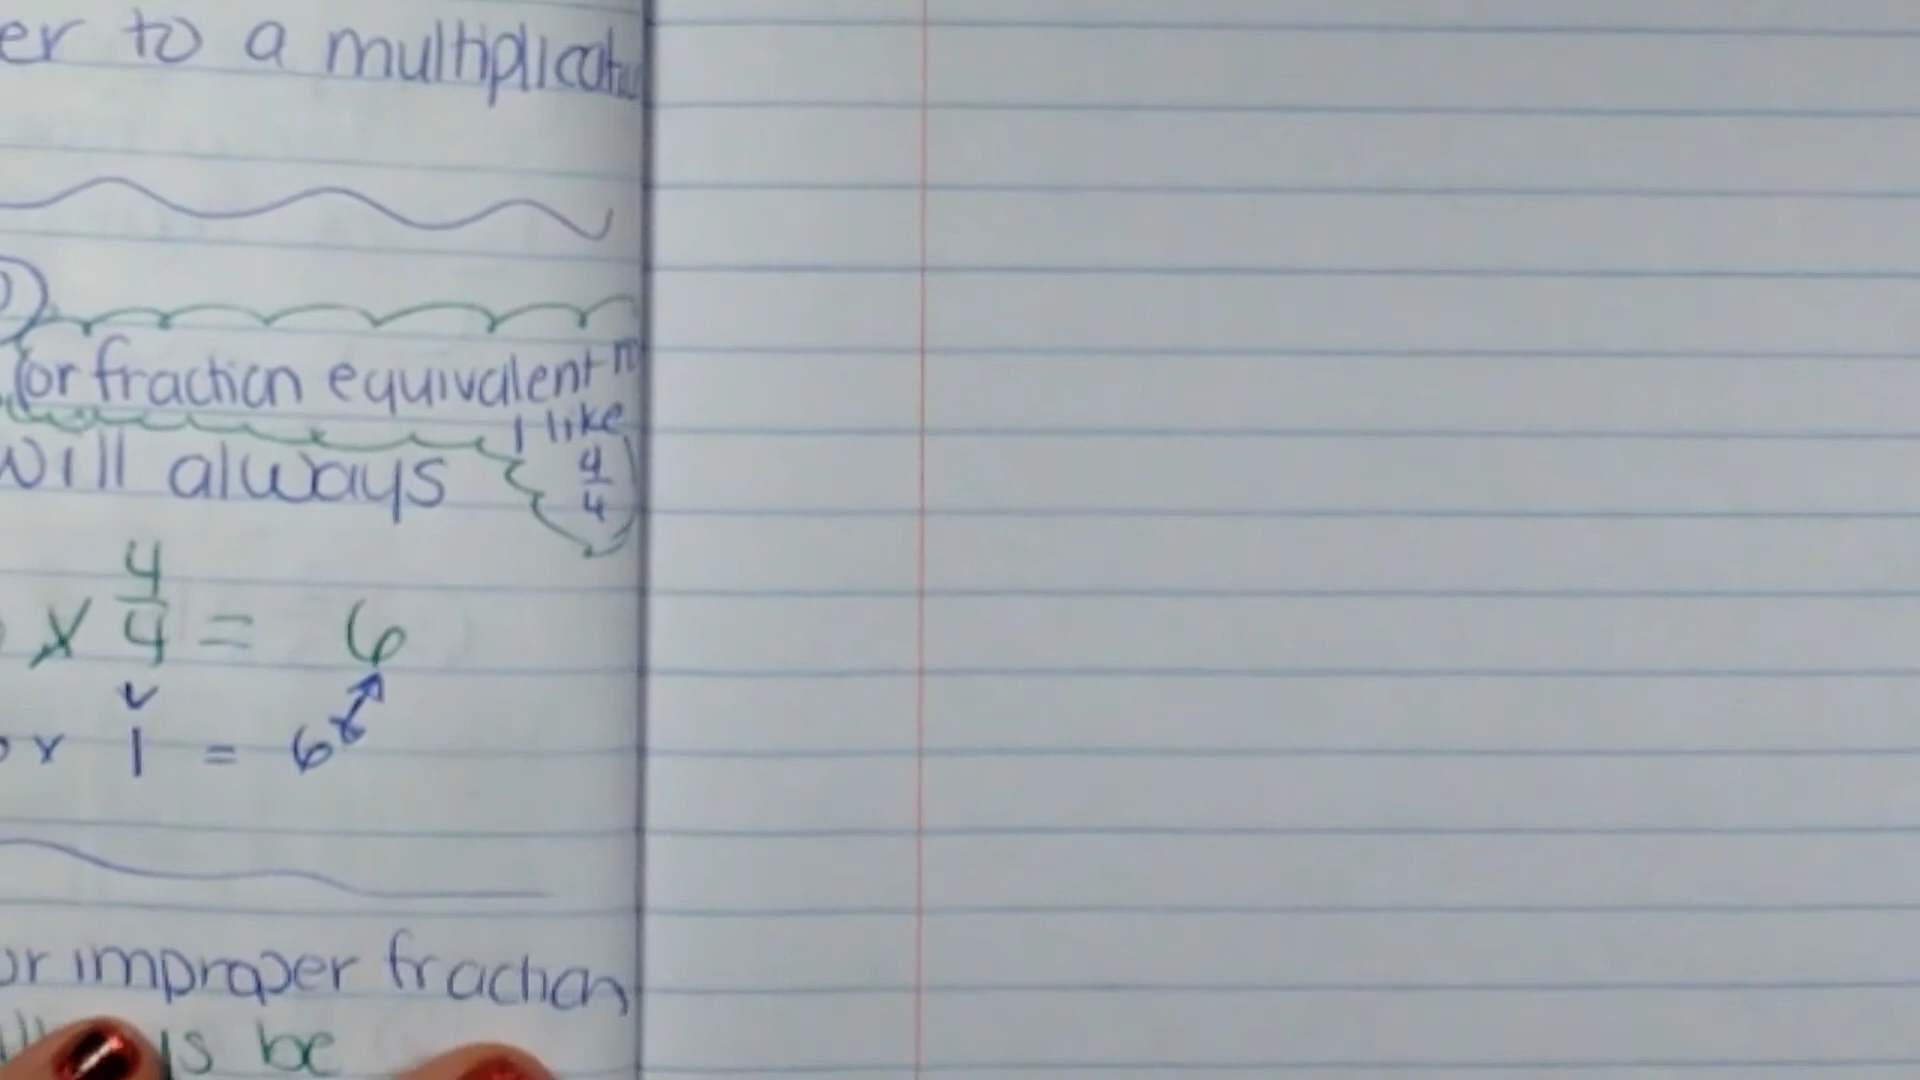 er to a multiplicat
or fraction equivalent
like
4/4
will always
x 4/4 = 6
x 1 = 6
or improper fraction
be